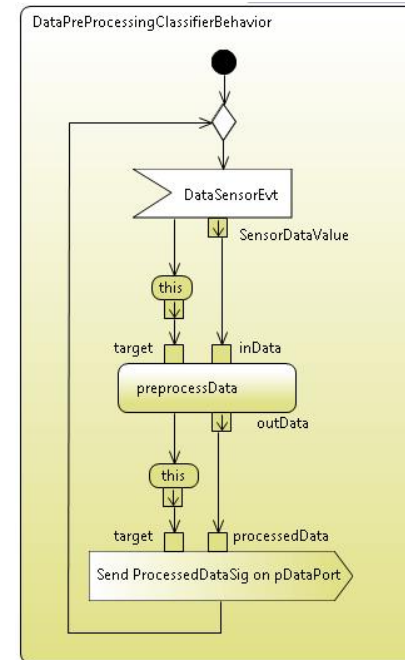 DataPreProcessingClassifierBehavior
DataSensorEvt
SensorDataValue
this
target
inData
preprocessData
outData
this
target
processedData
Send ProcessedDataSig on pDataPort